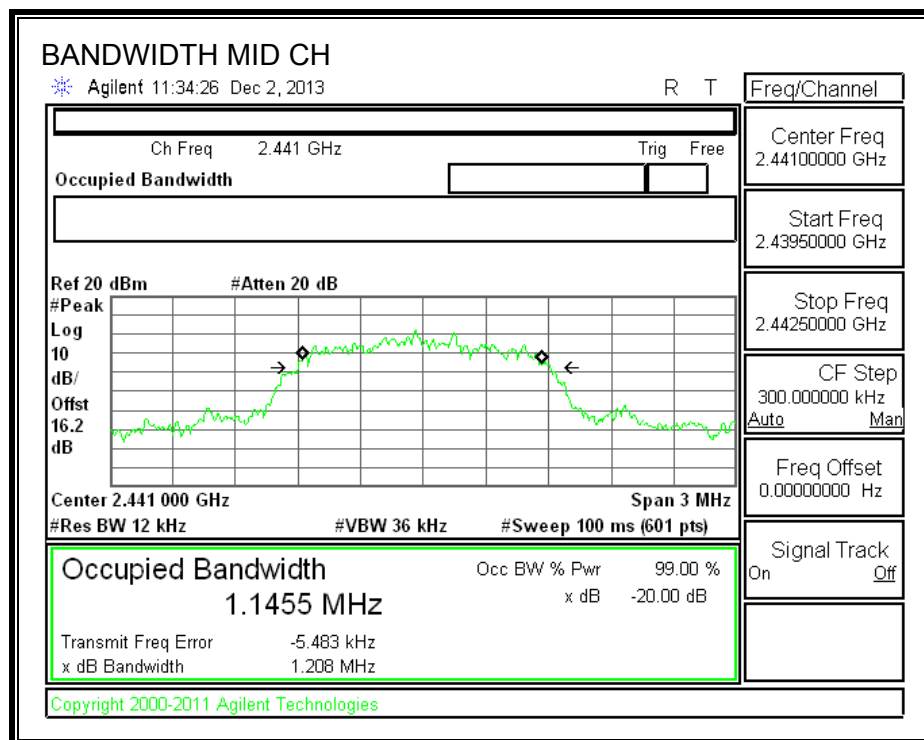 BANDWIDTH MID CH
Agilent 11:34:26 Dec 2, 2013 R T
Ch Freq 2.441 GHz Trig Free
Occupied Bandwidth
Ref 20 dBm #Atten 20 dB
#Peak
Log
10
dB/
Offst
16.2
dB
Center 2.441 000 GHz Span 3 MHz
#Res BW 12 kHz #VBW 36 kHz #Sweep 100 ms (601 pts)
Occupied Bandwidth
1.1455 MHz
Occ BW % Pwr 99.00 %
x dB -20.00 dB
Transmit Freq Error -5.483 kHz
x dB Bandwidth 1.208 MHz
Copyright 2000-2011 Agilent Technologies
Freq/Channel
Center Freq
2.44100000 GHz
Start Freq
2.43950000 GHz
Stop Freq
2.44250000 GHz
CF Step
300.000000 kHz
Auto Man
Freq Offset
0.00000000 Hz
Signal Track
On Off